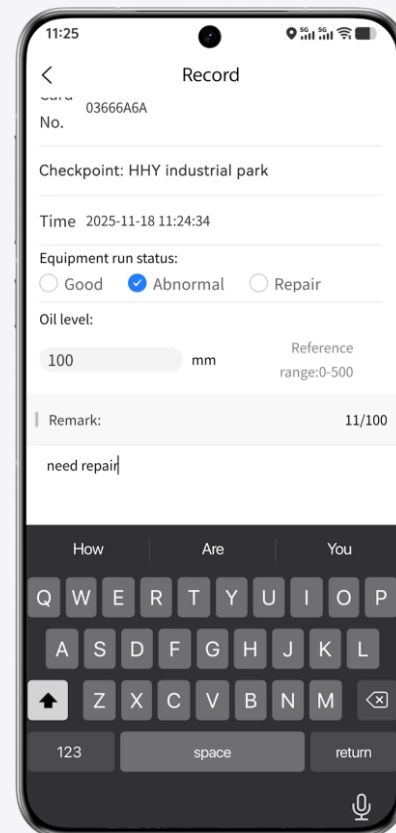 11:25
5G 5G
Record
Card
No. 03666A6A
Checkpoint: HHY industrial park
Time 2025-11-18 11:24:34
Equipment run status:
Good Abnormal Repair
Oil level:
100 mm Reference
range:0-500
Remark: 11/100
need repair
How Are You
Q W E R T Y U I O P
A S D F G H J K L
Z X C V B N M
123 space return